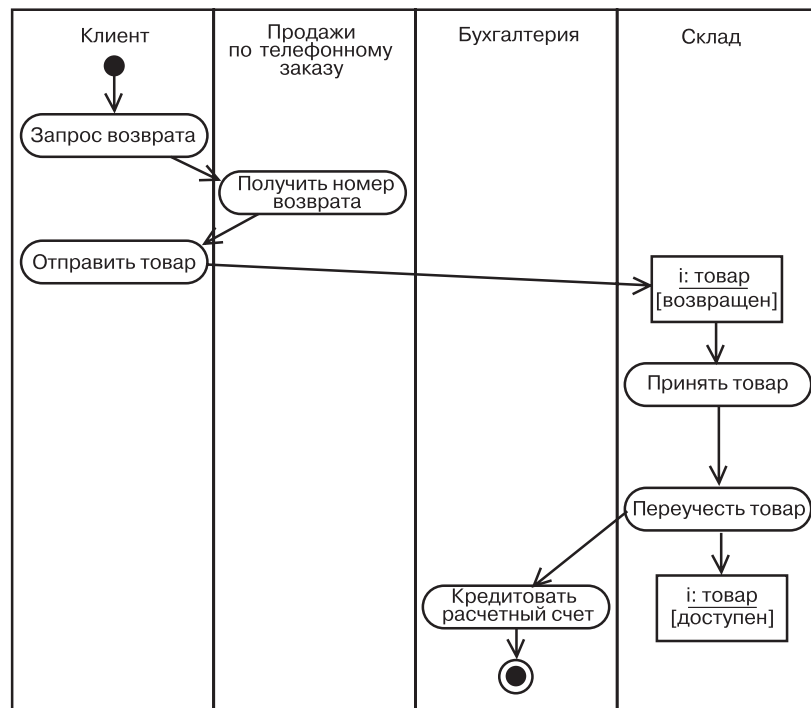 Клиент
Продажи
по телефонному
заказу
Бухгалтерия
Склад
Запрос возврата
Получить номер
возврата
Отправить товар
i: товар
[возвращен]
Принять товар
Переучесть товар
Кредитовать
расчетный счет
i: товар
[доступен]